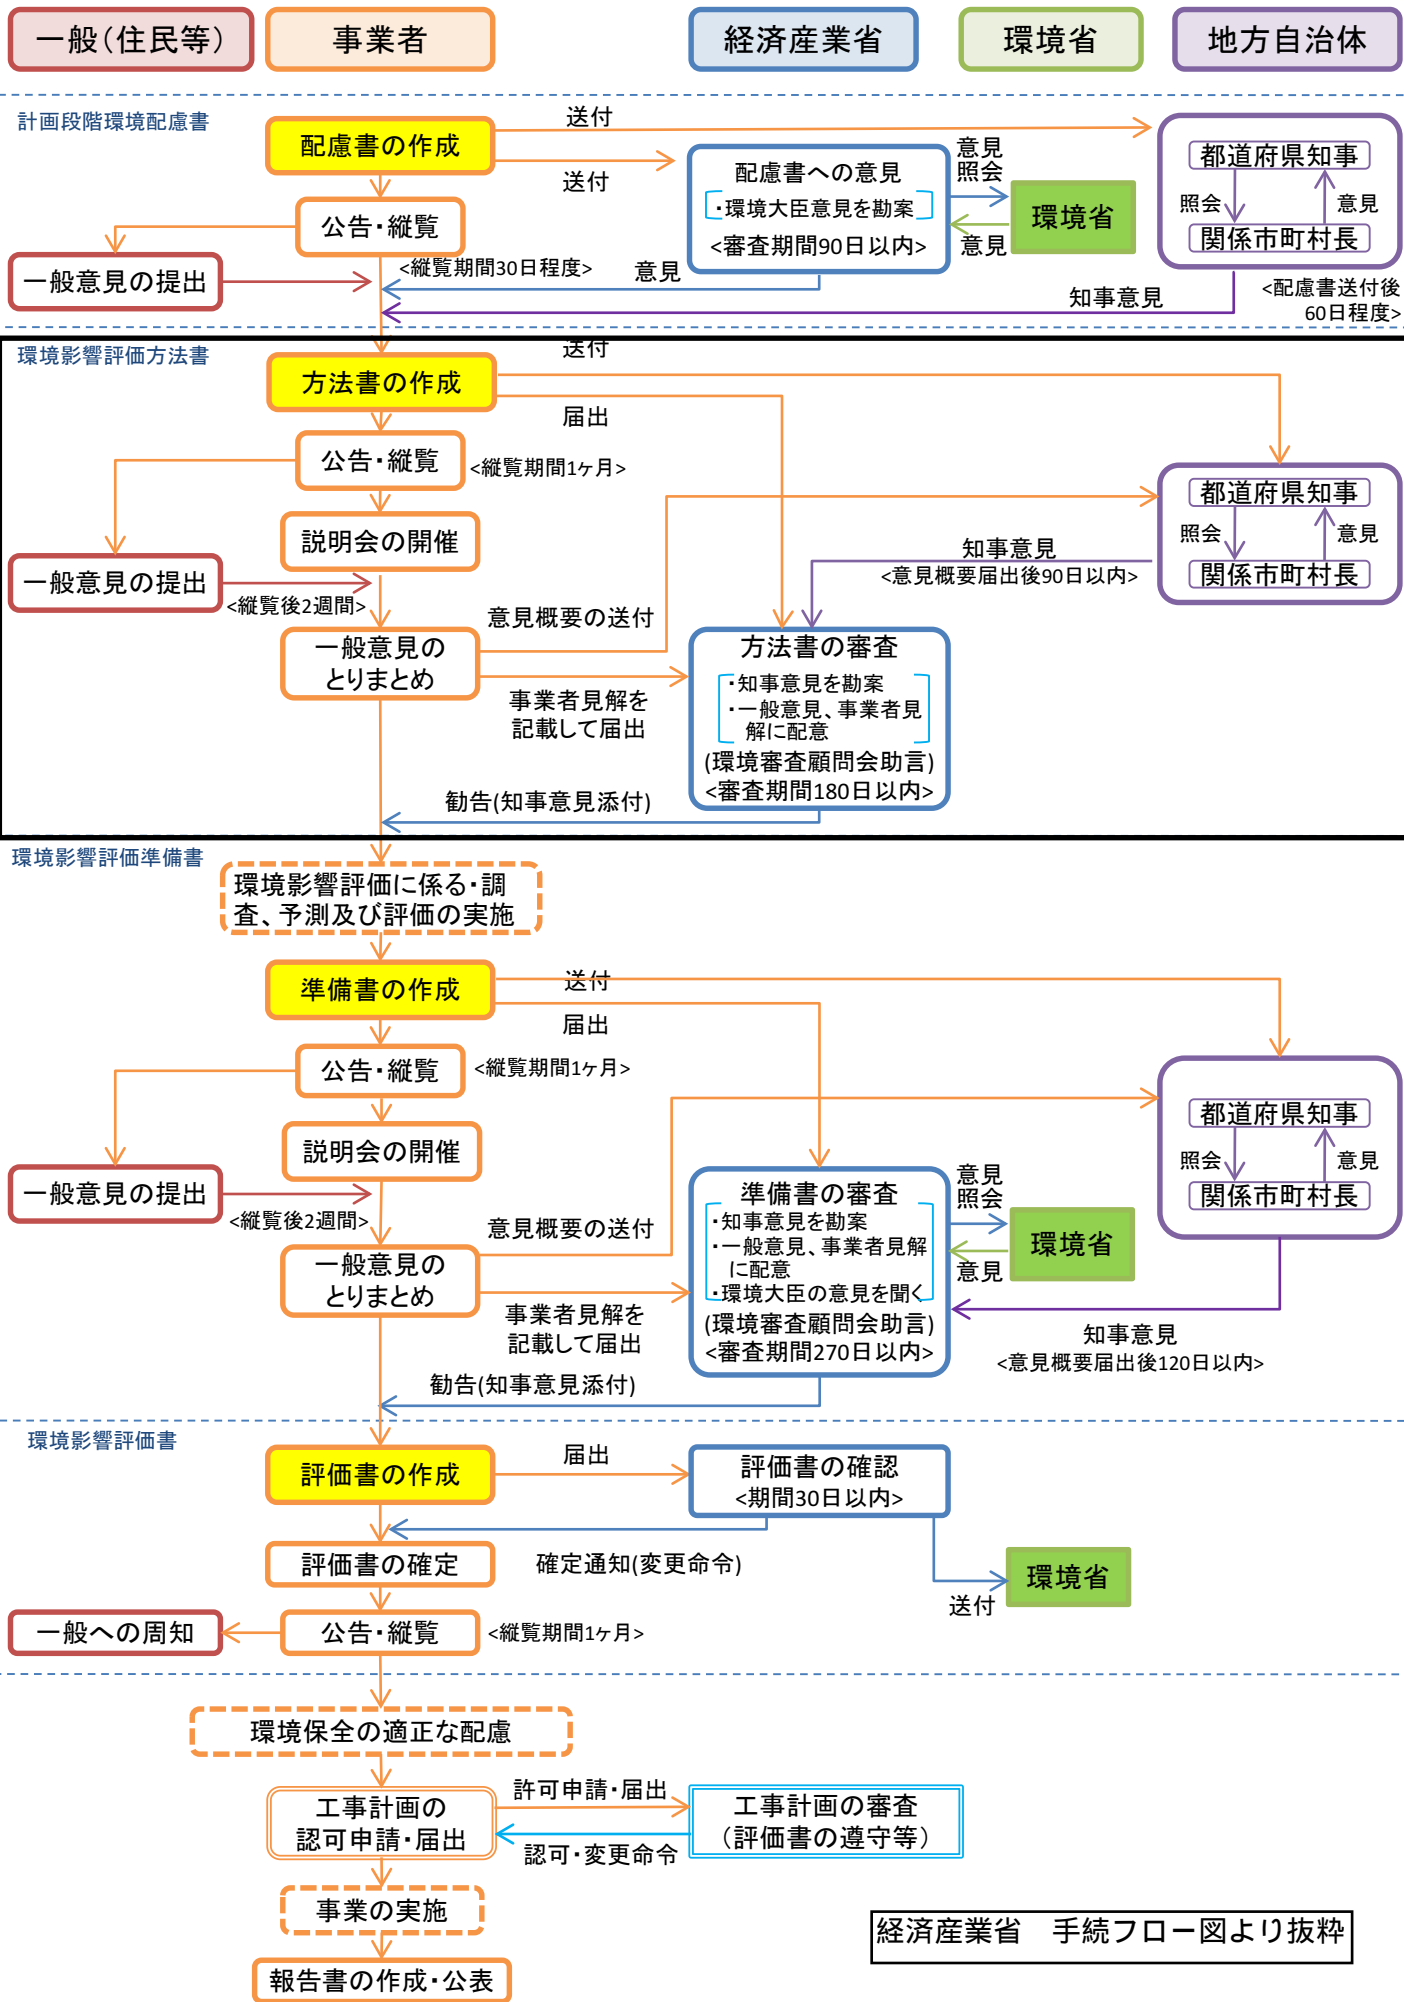 一般(住民等)
事業者
経済産業省
環境省
地方自治体
計画段階環境配慮書
配慮書の作成
送付
送付
公告・縦覧
<縦覧期間30日程度>
一般意見の提出
配慮書への意見
・環境大臣意見を勘案
<審査期間90日以内>
意見
照会
意見
環境省
都道府県知事
照会
意見
関係市町村長
意見
知事意見
<配慮書送付後
60日程度>
環境影響評価方法書
方法書の作成
送付
届出
公告・縦覧
<縦覧期間1ヶ月>
説明会の開催
一般意見の提出
<縦覧後2週間>
一般意見の
とりまとめ
意見概要の送付
事業者見解を
記載して届出
都道府県知事
照会
意見
関係市町村長
知事意見
<意見概要届出後90日以内>
方法書の審査
・知事意見を勘案
・一般意見、事業者見
解に配意
(環境審査顧問会助言)
<審査期間180日以内>
勧告(知事意見添付)
環境影響評価準備書
環境影響評価に係る・調
査、予測及び評価の実施
準備書の作成
送付
届出
公告・縦覧
<縦覧期間1ヶ月>
説明会の開催
一般意見の提出
<縦覧後2週間>
一般意見の
とりまとめ
意見概要の送付
事業者見解を
記載して届出
準備書の審査
・知事意見を勘案
・一般意見、事業者見解
に配意
・環境大臣の意見を聞く
(環境審査顧問会助言)
<審査期間270日以内>
意見
照会
意見
環境省
都道府県知事
照会
意見
関係市町村長
知事意見
<意見概要届出後120日以内>
勧告(知事意見添付)
環境影響評価書
評価書の作成
届出
評価書の確認
<期間30日以内>
評価書の確定
確定通知(変更命令)
環境省
送付
一般への周知
公告・縦覧
<縦覧期間1ヶ月>
環境保全の適正な配慮
工事計画の
認可申請・届出
許可申請・届出
認可・変更命令
工事計画の審査
(評価書の遵守等)
事業の実施
報告書の作成・公表
経済産業省　手続フロー図より抜粋